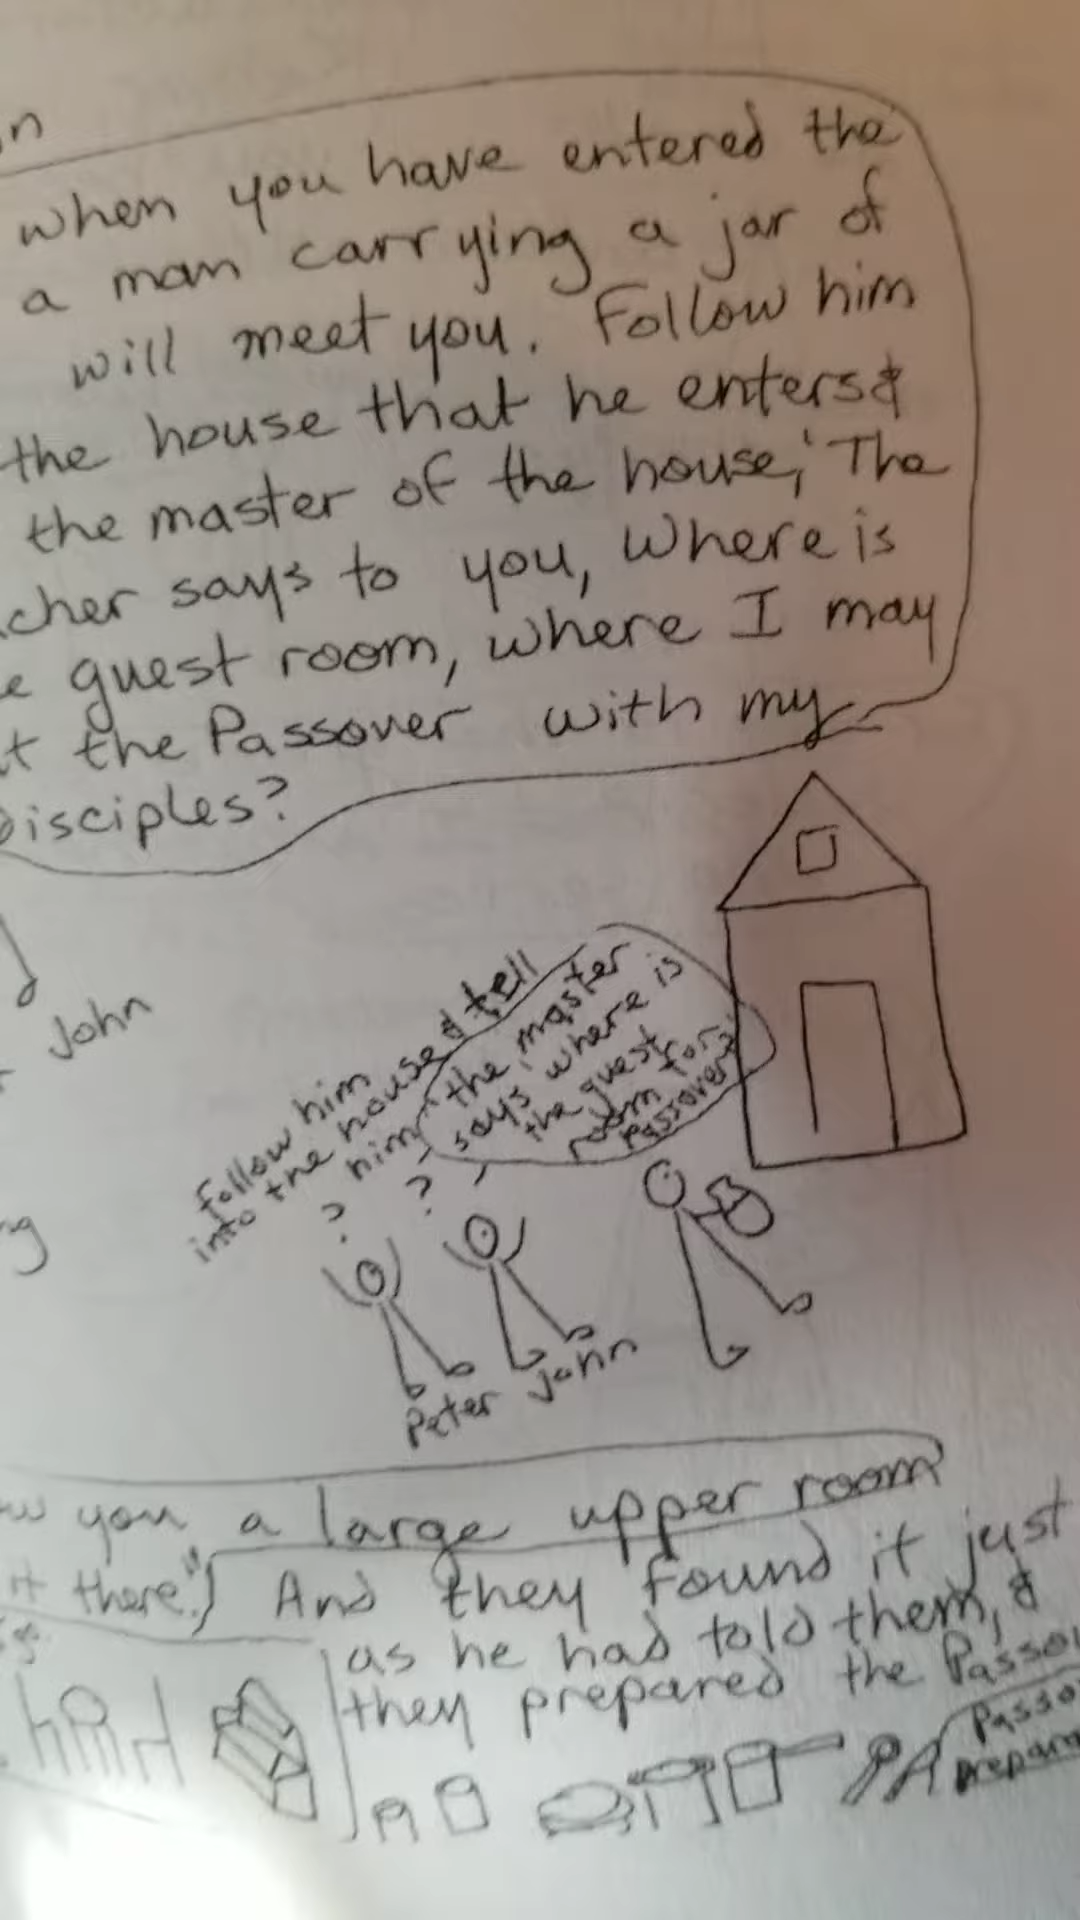 n
when you have entered the
a man carrying a jar of
will meet you. Follow him
the house that he enters &
the master of the house, 'The
cher says to you, Where is
e guest room, where I may
t the Passover with my
Disciples?
John
Follow him
into the house & tell
him "the master
says where is
the guest
room for
Passover?"
? ?
Peter John
w you a large upper room
it there.") And they found it just
as he had told them, &
they prepared the Passo
Passo
prepara